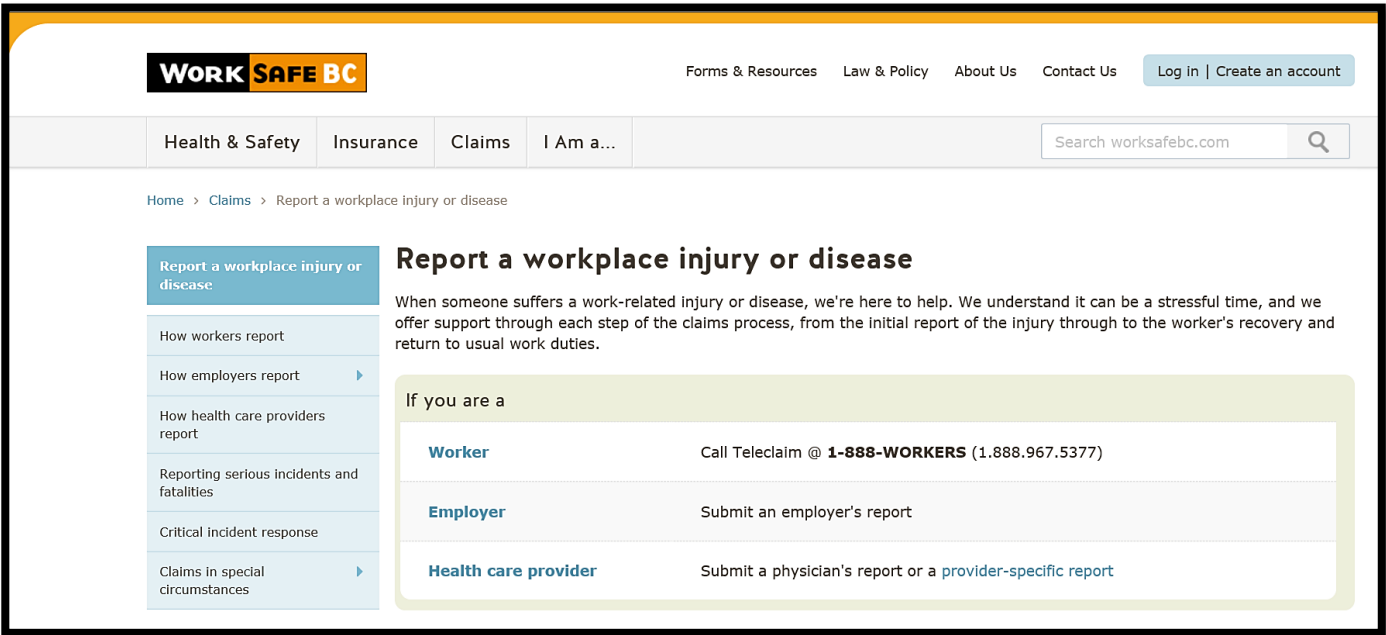 WORK SAFE BC
Forms & Resources
Law & Policy
About Us
Contact Us
Log in | Create an account
Health & Safety
Insurance
Claims
I Am a...
Search worksafebc.com
Home > Claims > Report a workplace injury or disease
Report a workplace injury or
disease
How workers report
How employers report
How health care providers
report
Reporting serious incidents and
fatalities
Critical incident response
Claims in special
circumstances
Report a workplace injury or disease
When someone suffers a work-related injury or disease, we're here to help. We understand it can be a stressful time, and we
offer support through each step of the claims process, from the initial report of the injury through to the worker's recovery and
return to usual work duties.
If you are a
Worker
Call Teleclaim @ 1-888-WORKERS (1.888.967.5377)
Employer
Submit an employer's report
Health care provider
Submit a physician's report or a provider-specific report